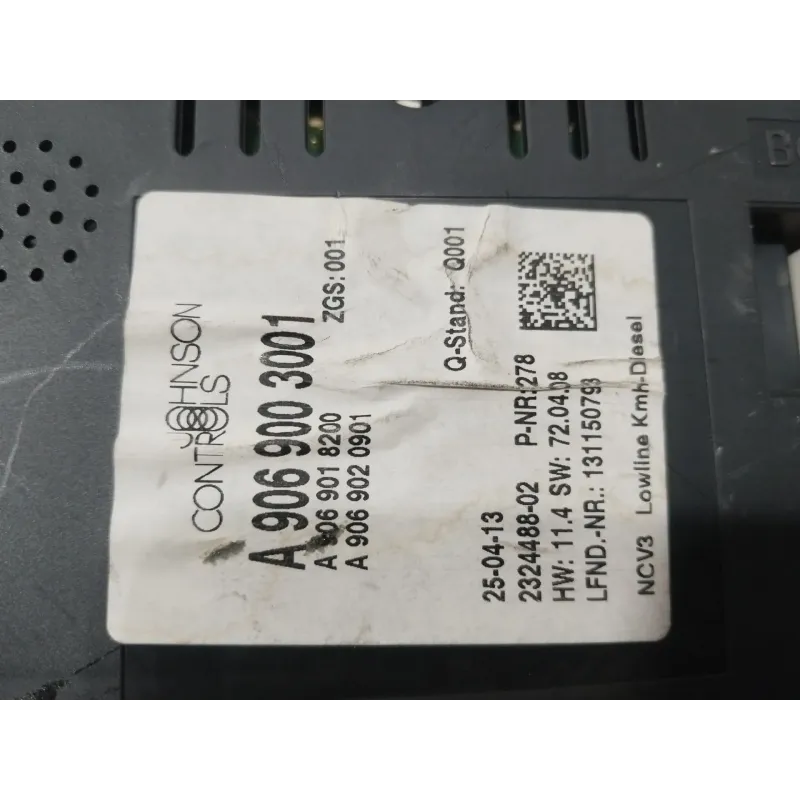 JOHNSON
CONTROLS
A 906 900 3001
A 906 901 8200 ZGS: 001
A 906 902 0901
Q-Stand: Q001
25-04-13
2324488-02 P-NR:278
HW: 11.4 SW: 72.04.08
LFND.-NR.: 131150793
NCV3 Lowline Kmh-Diesel